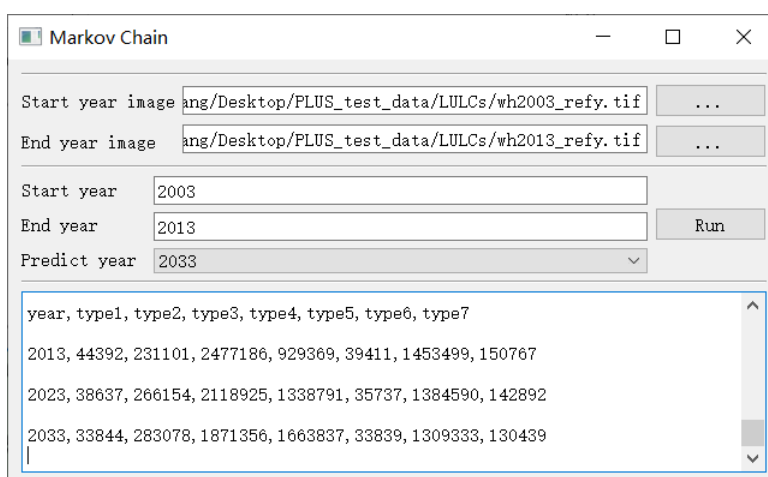 Markov Chain
Start year image ang/Desktop/PLUS_test_data/LULCs/wh2003_refy.tif ...
End year image ang/Desktop/PLUS_test_data/LULCs/wh2013_refy.tif ...
Start year 2003
End year 2013 Run
Predict year 2033
year, type1, type2, type3, type4, type5, type6, type7
2013, 44392, 231101, 2477186, 929369, 39411, 1453499, 150767
2023, 38637, 266154, 2118925, 1338791, 35737, 1384590, 142892
2033, 33844, 283078, 1871356, 1663837, 33839, 1309333, 130439